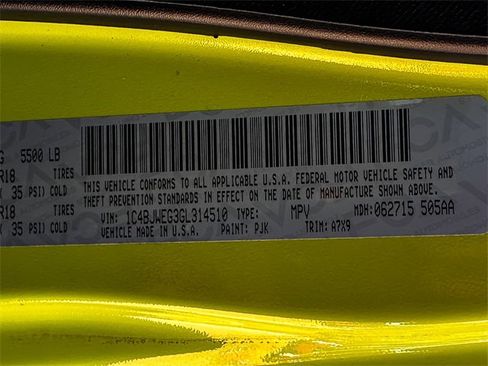 G 5500 LB
R18 TIRES
( 35 PSI) COLD
R18 TIRES
( 35 PSI) COLD
THIS VEHICLE CONFORMS TO ALL APPLICABLE U.S.A. FEDERAL MOTOR VEHICLE SAFETY AND
THEFT PREVENTION STANDARDS IN EFFECT ON THE DATE OF MANUFACTURE SHOWN ABOVE.
VIN: 1C4BJWEG3GL314510 TYPE: MPV MDH: 062715 505AA
VEHICLE MADE IN U.S.A. PAINT: PJK TRIM: A7X9